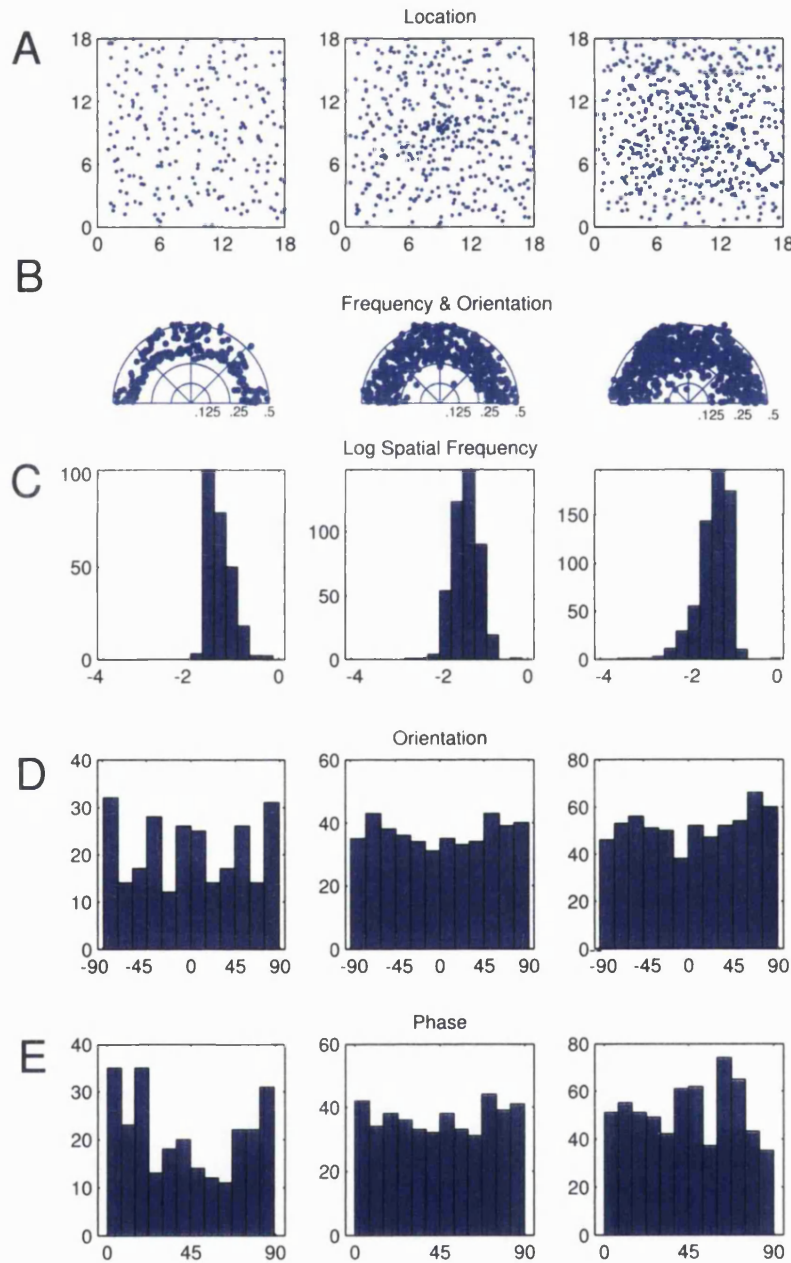 Location
A
18 18 18
12 12 12
6 6 6
0 0 0
0 6 12 18 0 6 12 18 0 6 12 18
B
Frequency & Orientation
.125 .25 .5 .125 .25 .5 .125 .25 .5
Log Spatial Frequency
C
100
50
0
100
50
0
150
100
50
0
-4 -2 0 -4 -2 0 -4 -2 0
Orientation
D
40 60 80
30 40 60
20 20 40
10 0 20
0 0
-90 -45 0 45 90 -90 -45 0 45 90 -90 -45 0 45 90
Phase
E
40 60 80
30 40 60
20 20 40
10 0 20
0 0
0 45 90 0 45 90 0 45 90